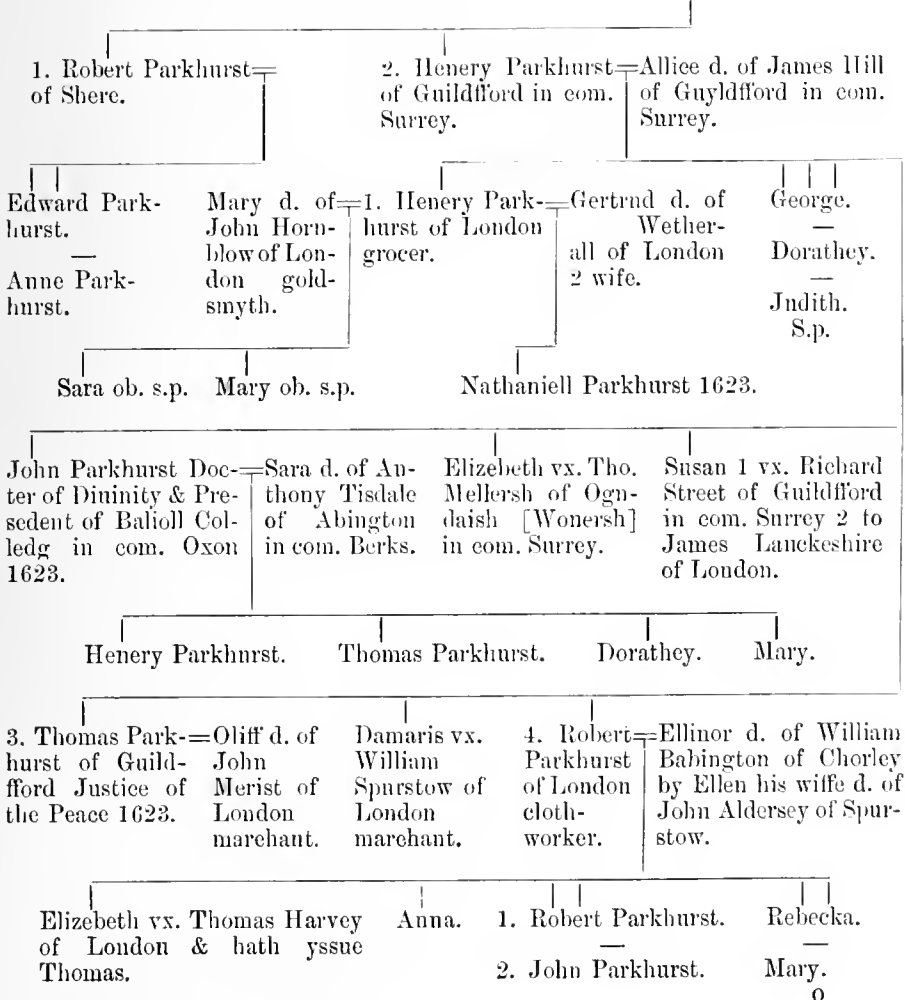 1. Robert Parkhurst
of Shere.
2. Henery Parkhurst
of Guildfford in com.
Surrey.
Allice d. of James Hill
of Guyldfford in com.
Surrey.
Edward Park-
hurst.
—
Anne Park-
hurst.
Mary d. of
John Horn-
blow of Lon-
don gold-
smyth.
1. Henery Park-
hurst of London
grocer.
Gertrud d. of
Wether-
all of London
2 wife.
George.
—
Dorathey.
—
Judith.
S.p.
Sara ob. s.p.
Mary ob. s.p.
Nathaniell Parkhurst 1623.
John Parkhurst Doc-
ter of Diuinity & Pre-
sedent of Balioll Col-
ledg in com. Oxon
1623.
Sara d. of An-
thony Tisdale
of Abington
in com. Berks.
Elizebeth vx. Tho.
Mellersh of Ogn-
daish [Wonersh]
in com. Surrey.
Susan 1 vx. Richard
Street of Guildfford
in com. Surrey 2 to
James Lanckeshire
of London.
Henery Parkhurst.
Thomas Parkhurst.
Dorathey.
Mary.
3. Thomas Park-
hurst of Guild-
fford Justice of
the Peace 1623.
Oliff d. of
John
Merist of
London
marchant.
Damaris vx.
William
Spurstow of
London
marchant.
4. Robert
Parkhurst
of London
cloth-
worker.
Ellinor d. of William
Babington of Chorley
by Ellen his wiffe d. of
John Aldersey of Spur-
stow.
Elizebeth vx. Thomas Harvey
of London & hath yssue
Thomas.
Anna.
1. Robert Parkhurst.
—
2. John Parkhurst.
Rebecka.
—
Mary.